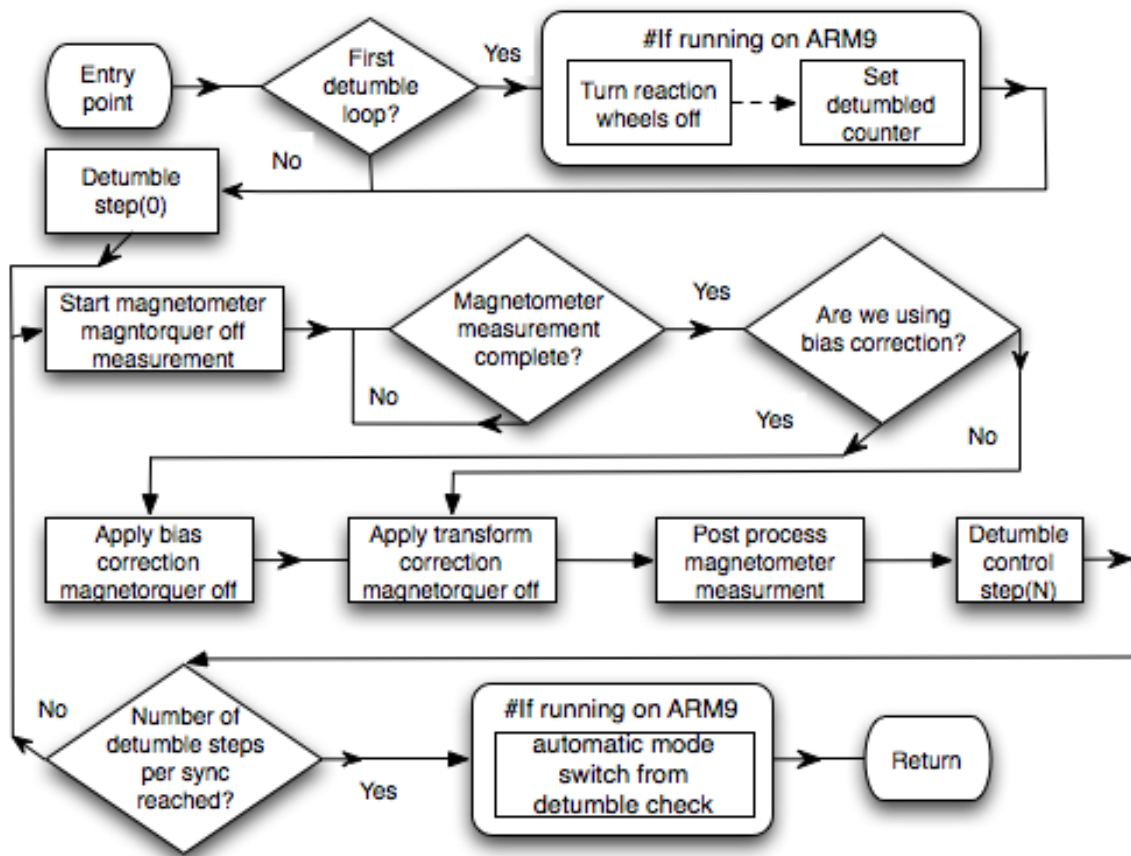 Entry
point
First
detumble
loop?
Yes
#If running on ARM9
Turn reaction
wheels off
Set
detumbled
counter
No
Detumble
step(0)
Start magnetometer
magntorquer off
measurement
Magnetometer
measurement
complete?
No
Yes
Are we using
bias correction?
Yes
No
Apply bias
correction
magnetorquer off
Apply transform
correction
magnetorquer off
Post process
magnetometer
measurment
Detumble
control
step(N)
No
Number of
detumble steps
per sync
reached?
Yes
#If running on ARM9
automatic mode
switch from
detumble check
Return